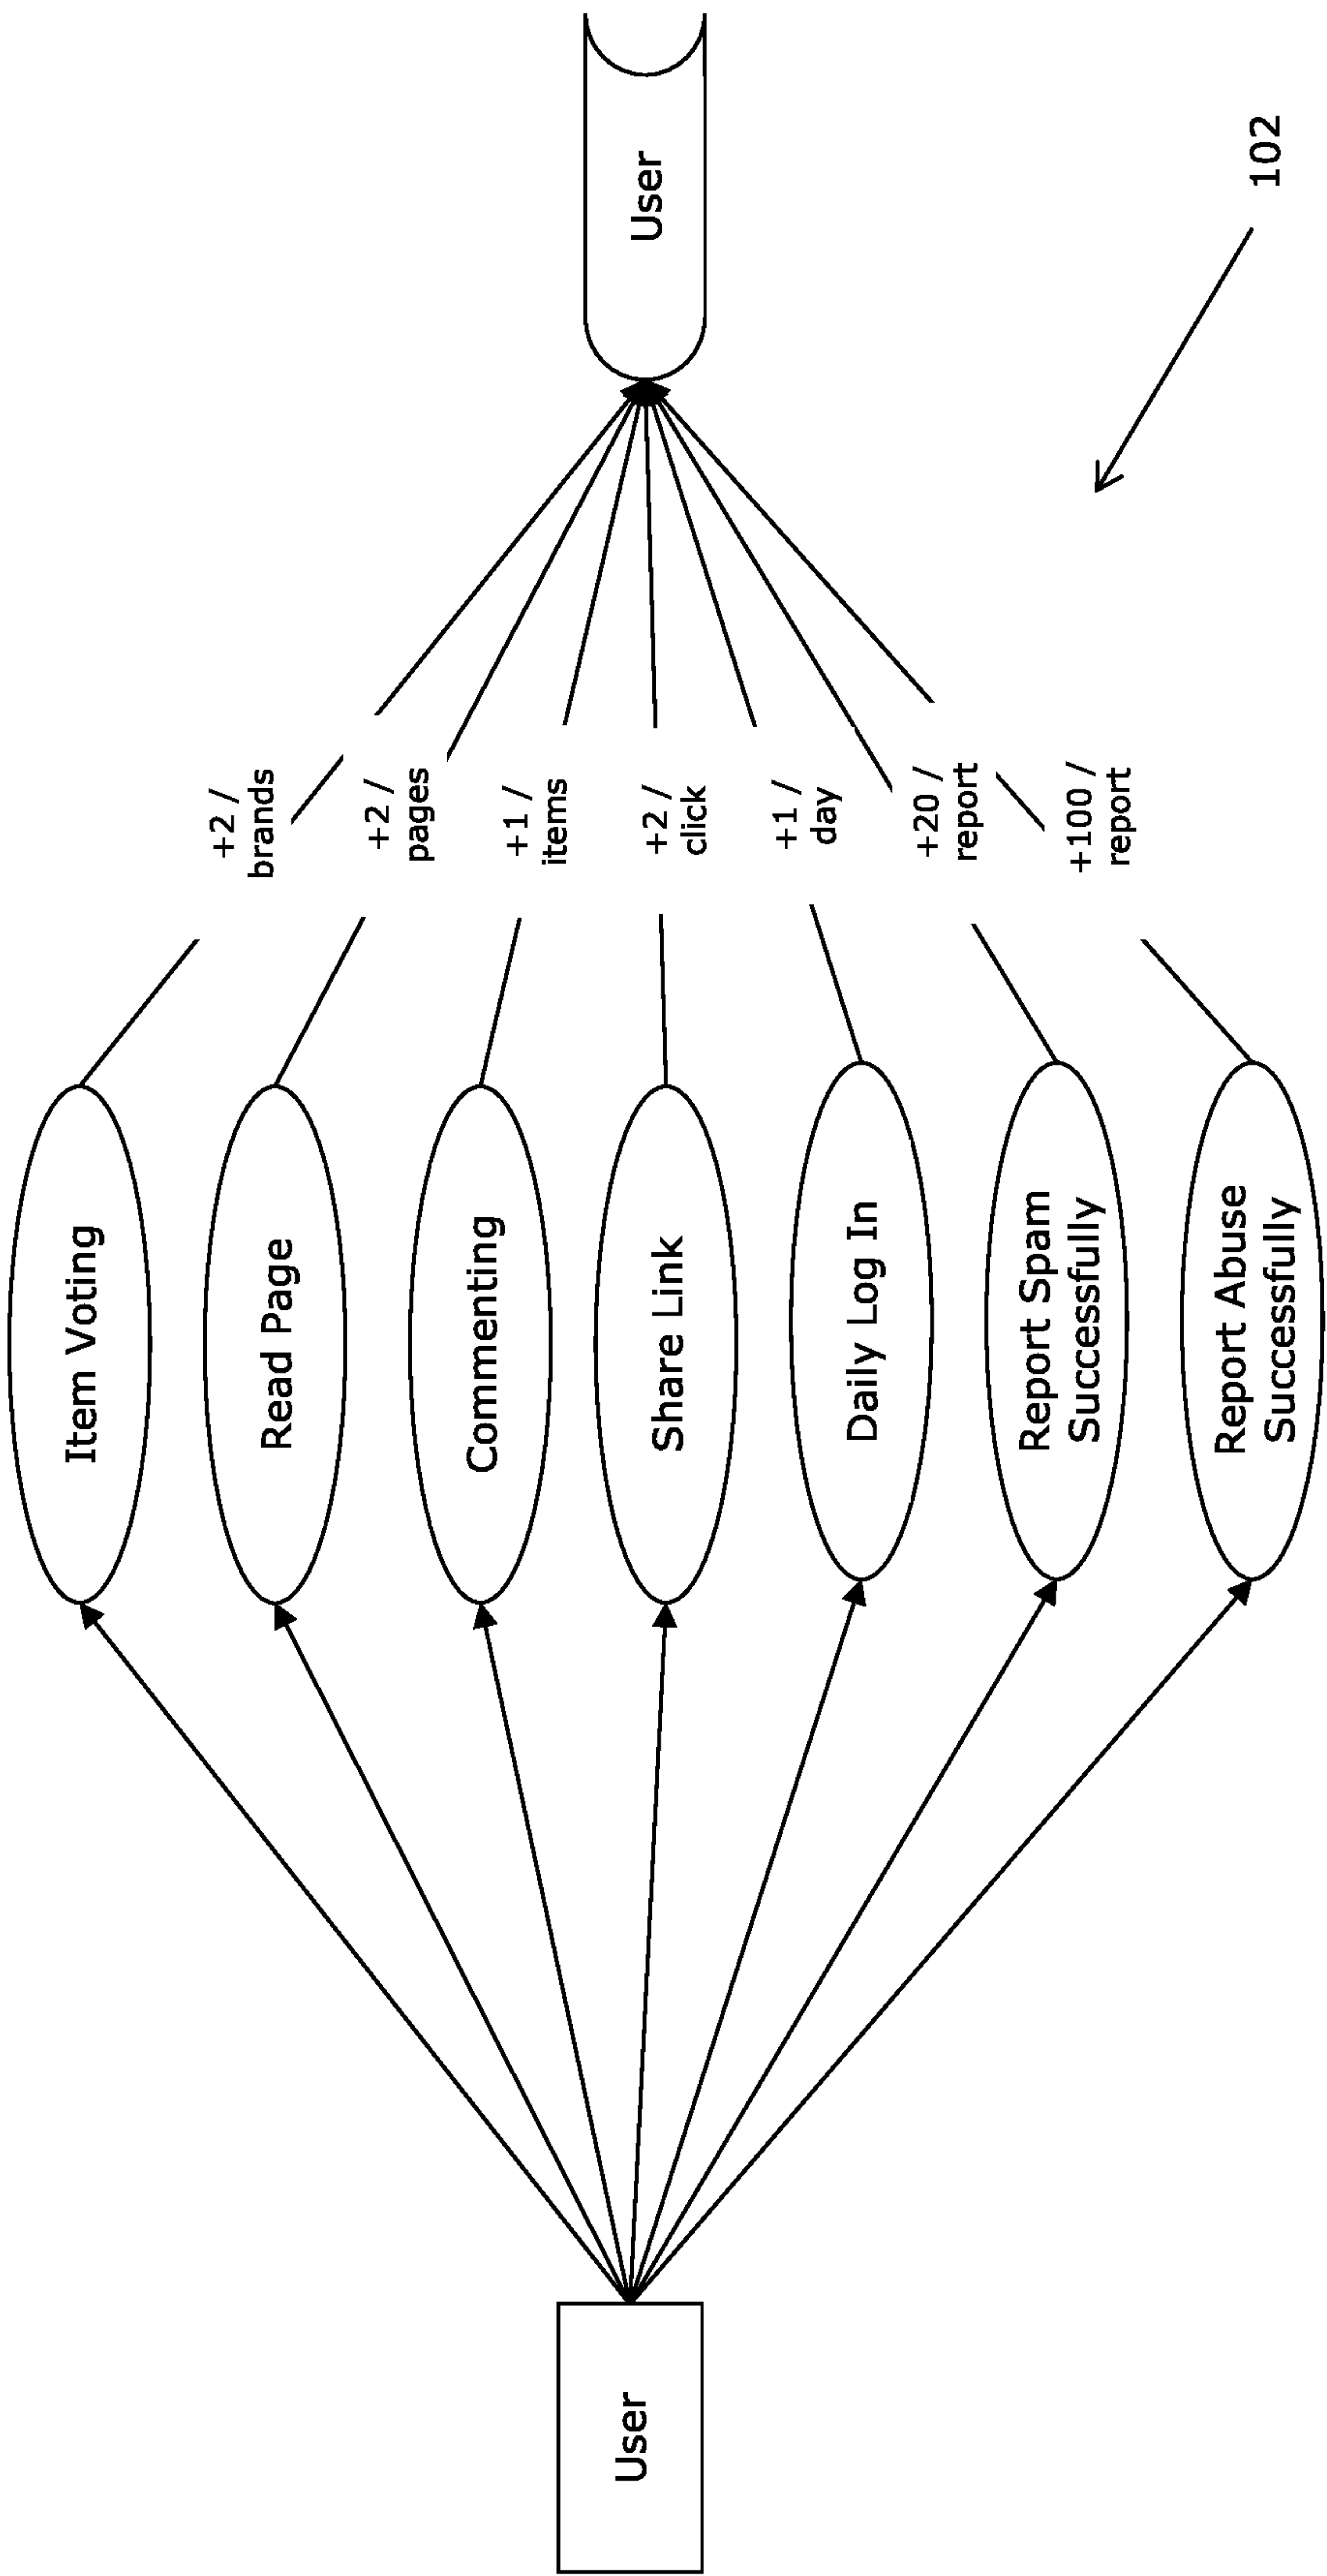 User
Item Voting
Read Page
Commenting
Share Link
Daily Log In
Report Spam
Successfully
Report Abuse
Successfully
+2 /
brands
+2 /
pages
+1 /
items
+2 /
click
+1 /
day
+20 /
report
+100 /
report
User
102